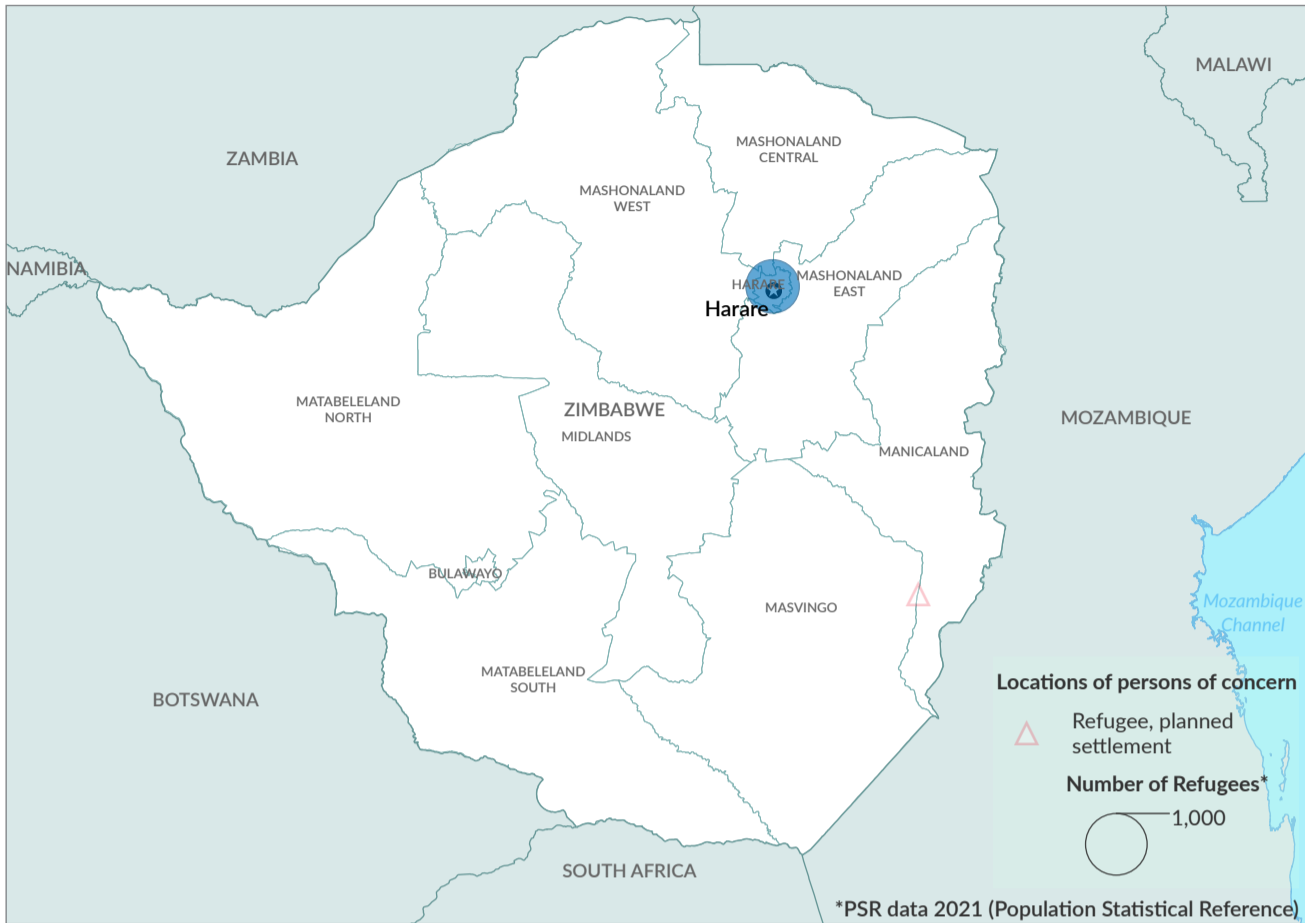 MALAWI
MASHONALAND
CENTRAL
ZAMBIA
MASHONALAND
WEST
NAMIBIA
MASHONALAND
EAST
HARARE
Harare
MATABELELAND
NORTH
ZIMBABWE
MIDLANDS
MOZAMBIQUE
MANICALAND
BULAWAYO
MASVINGO
Mozambique
Channel
MATABELELAND
SOUTH
BOTSWANA
SOUTH AFRICA
Locations of persons of concern
Refugee, planned
settlement
Number of Refugees*
1,000
*PSR data 2021 (Population Statistical Reference)